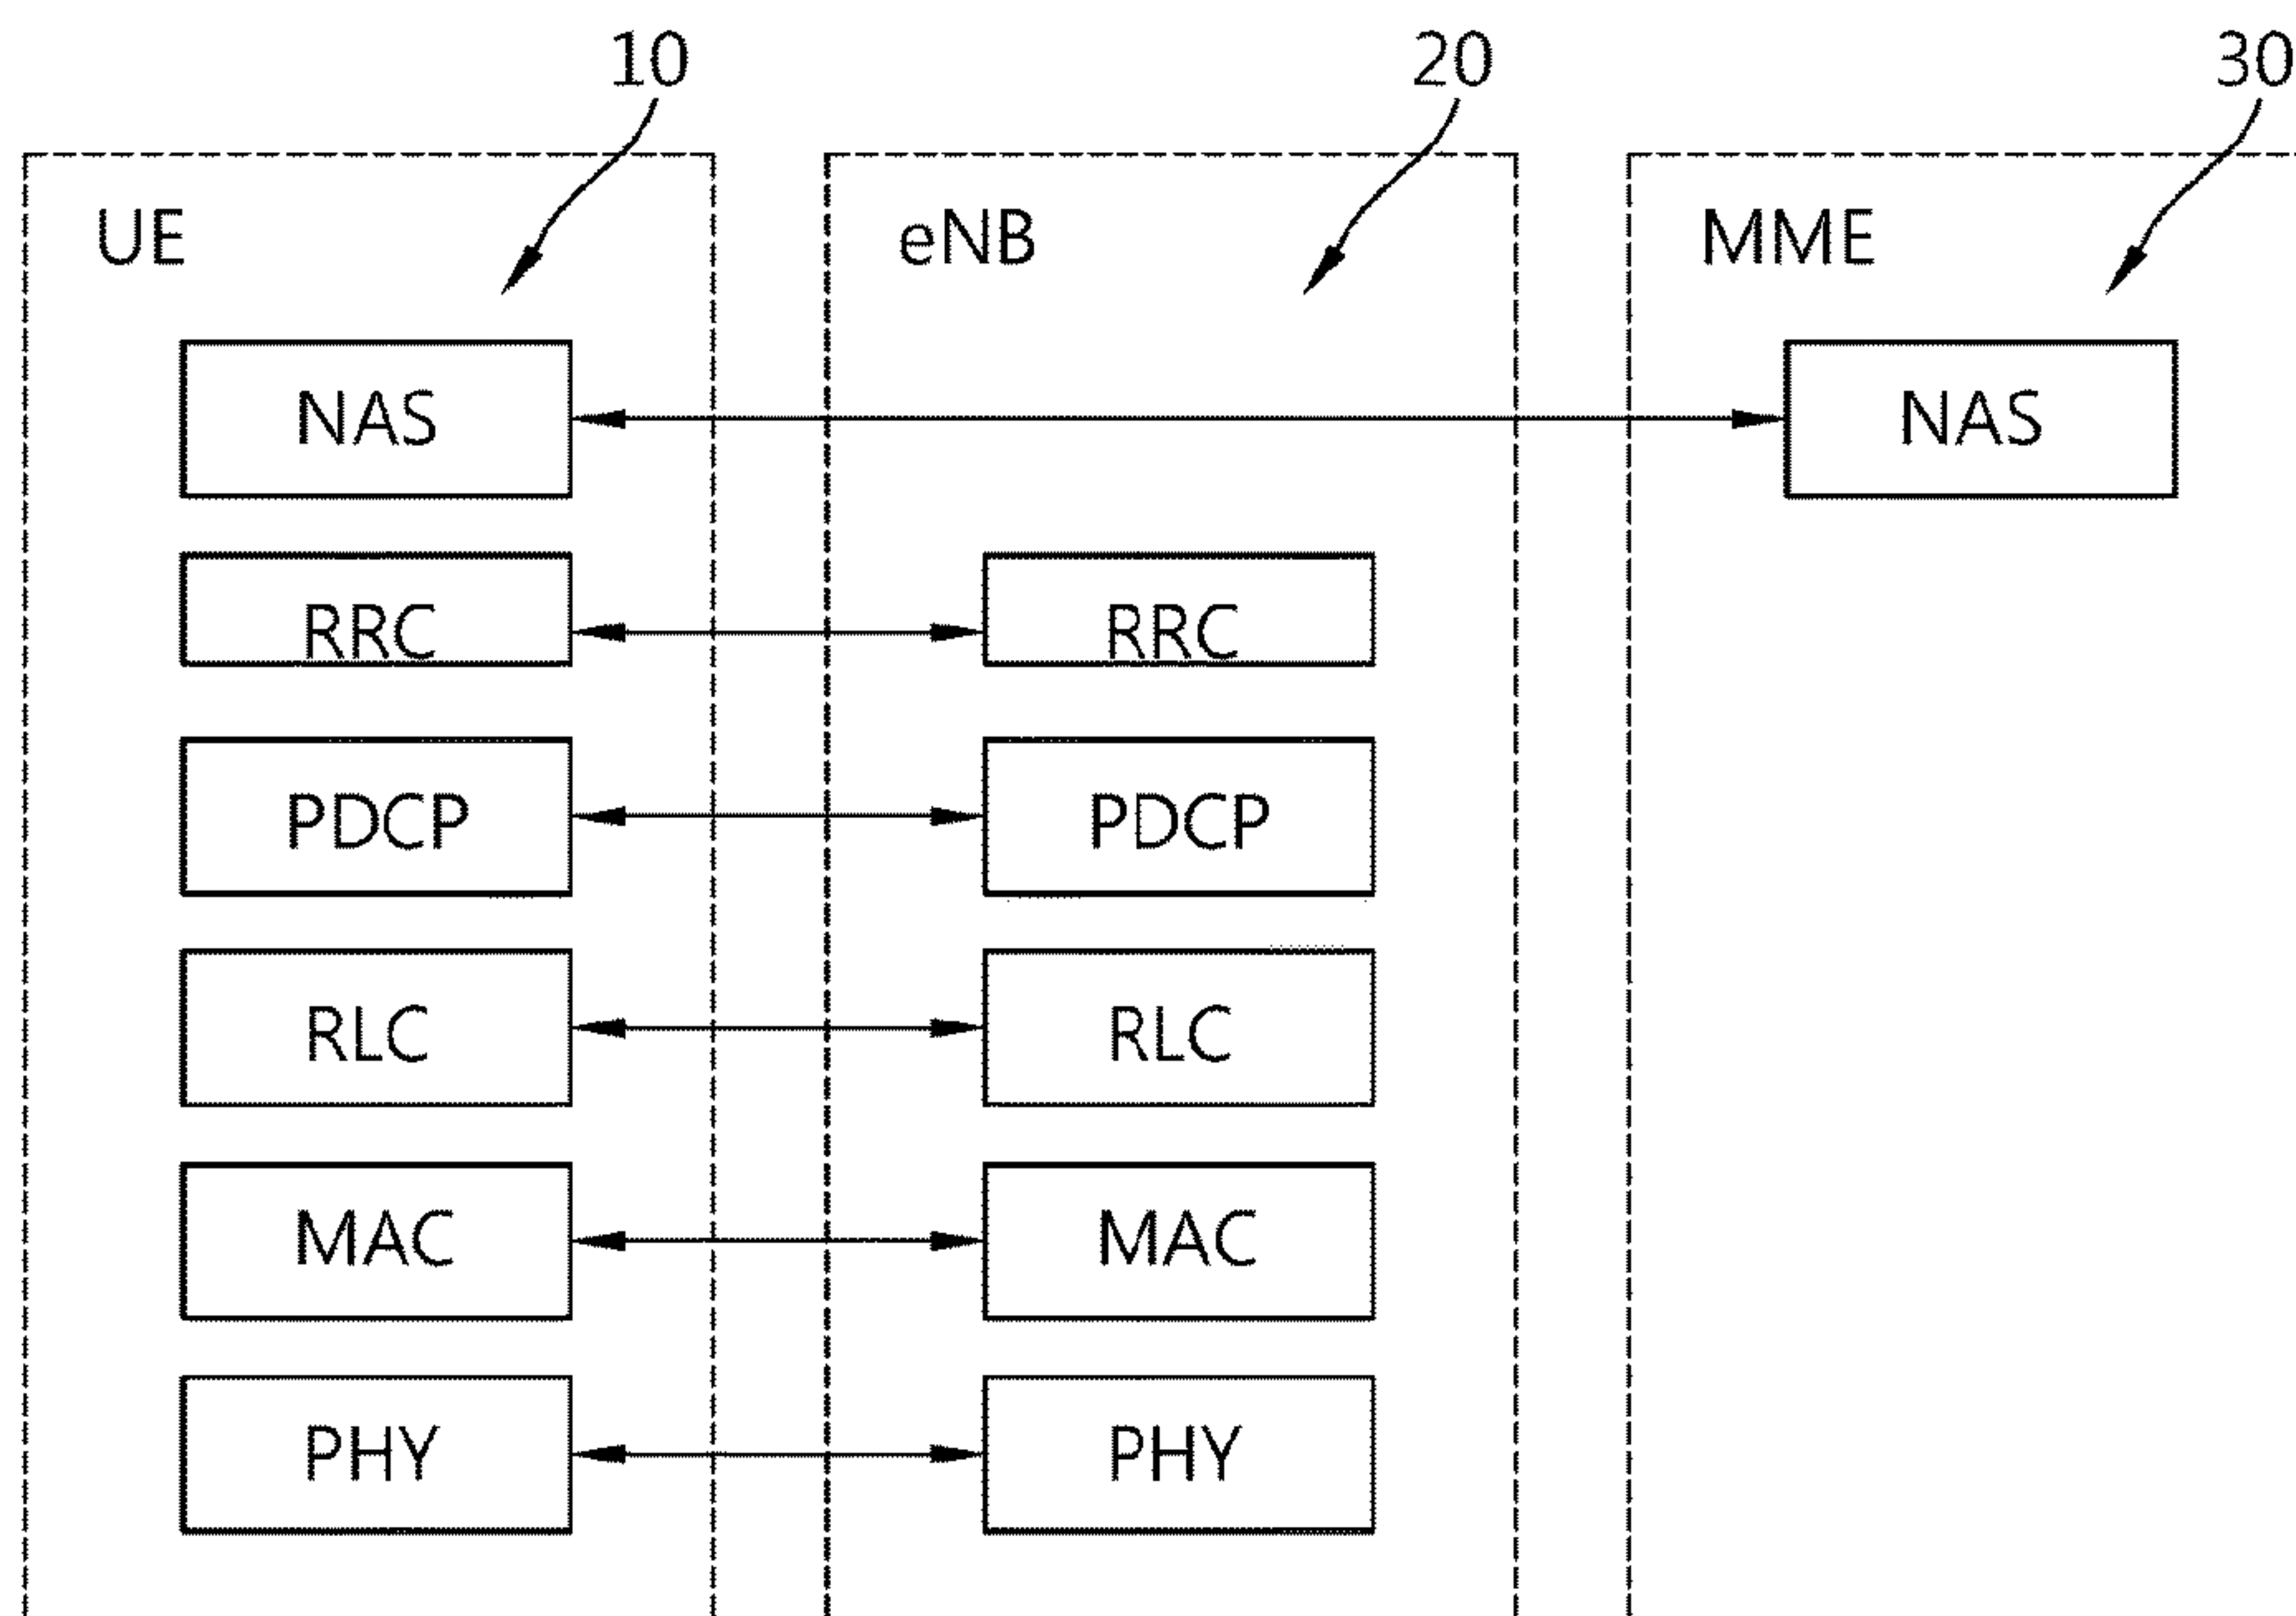 10 20 30
UE eNB MME
NAS NAS
RRC RRC
PDCP PDCP
RLC RLC
MAC MAC
PHY PHY